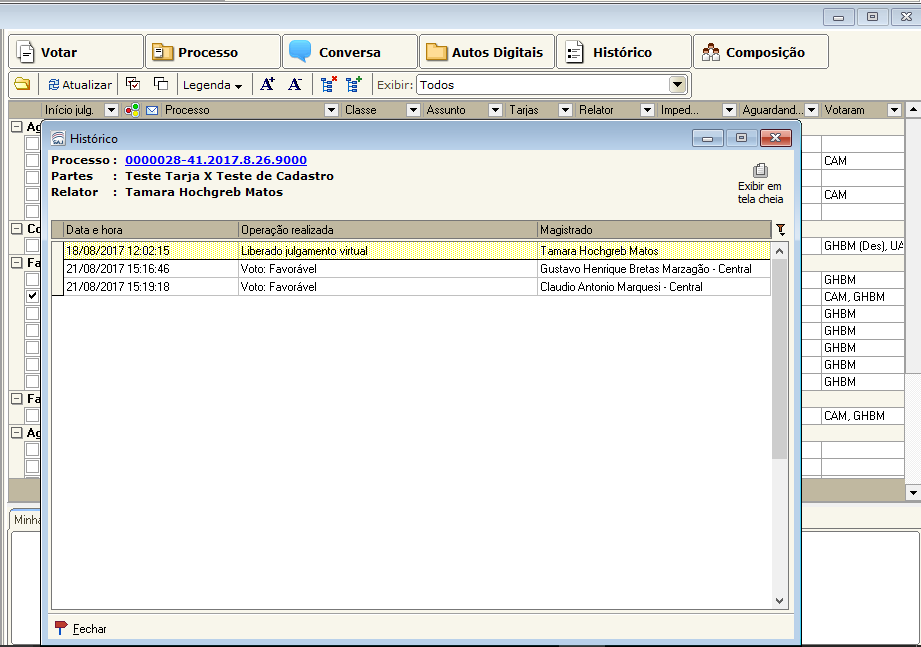 Votar Processo Conversa Autos Digitais Histórico Composição
Atualizar Legenda A+ A- Exibir: Todos
Início julg. Processo Classe Assunto Tarjas Relator Imped... Aguardand... Votaram
Ag
Histórico
Processo : 0000028-41.2017.8.26.9000
Partes : Teste Tarja X Teste de Cadastro
Relator : Tamara Hochgreb Matos
Exibir em
tela cheia
CAM
CAM
Data e hora Operação realizada Magistrado
Co
18/08/2017 12:02:15 Liberado julgamento virtual Tamara Hochgreb Matos
GHBM (Des), UA
Fa
21/08/2017 15:16:46 Voto: Favorável Gustavo Henrique Bretas Marzagão - Central
GHBM
21/08/2017 15:19:18 Voto: Favorável Claudio Antonio Marquesi - Central
CAM, GHBM
GHBM
GHBM
GHBM
GHBM
GHBM
Fa
CAM, GHBM
Ag
Minha
Fechar